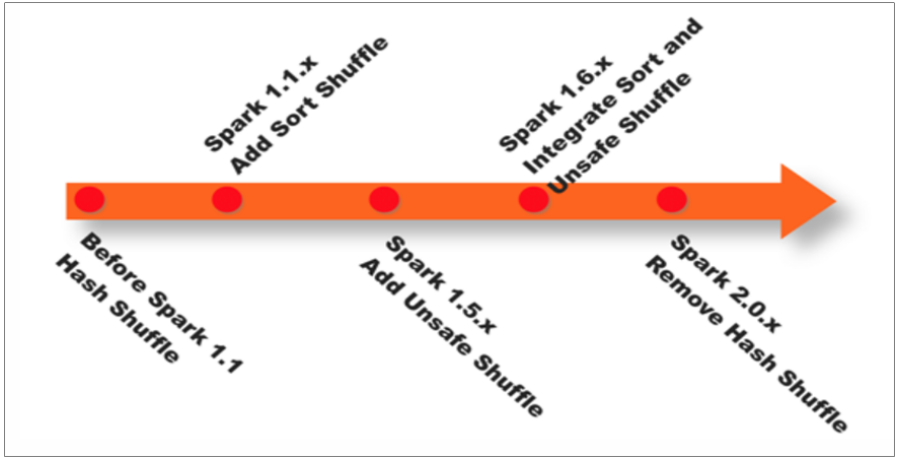 Before Spark 1.1
Hash Shuffle
Spark 1.1.x
Add Sort Shuffle
Spark 1.5.x
Add Unsafe Shuffle
Spark 1.6.x
Integrate Sort and
Unsafe Shuffle
Spark 2.0.x
Remove Hash Shuffle